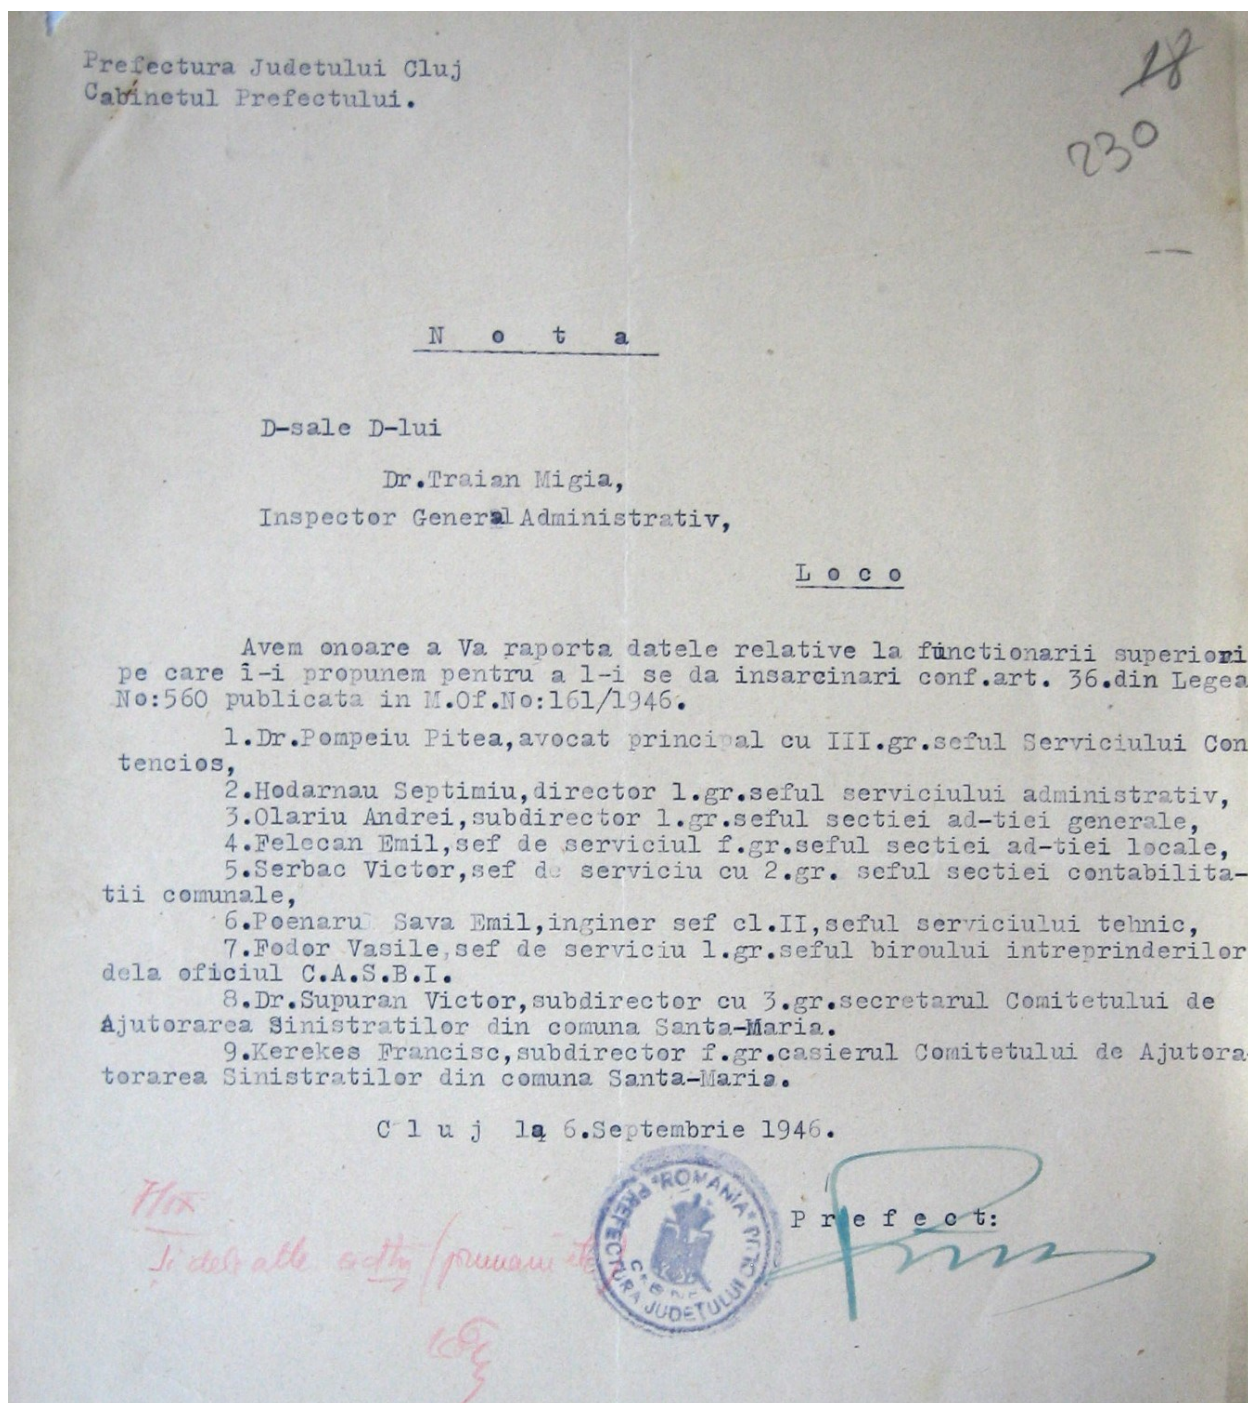 Prefectura Judetului Cluj
Cabinetul Prefectului.
18
230
N o t a
D-sale D-lui
Dr.Traian Migia,
Inspector General Administrativ,
L o c o
Avem onoare a Va raporta datele relative la functionarii superiori
pe care î-i propunem pentru a l-i se da insarcinari conf.art. 36.din Legea
No:560 publicata in M.Of.No:161/1946.
1.Dr.Pompeiu Pitea,avocat principal cu III.gr.seful Serviciului Con
tencios,
2.Hodarnau Septimiu,director l.gr.seful serviciului administrativ,
3.Olariu Andrei,subdirector l.gr.seful sectiei ad-tiei generale,
4.Felecan Emil,sef de serviciul f.gr.seful sectiei ad-tiei locale,
5.Serbac Victor,sef de serviciu cu 2.gr. seful sectiei contabilita-
tii comunale,
6.Poenaru Sava Emil,inginer sef cl.II,seful serviciului tehnic,
7.Fodor Vasile,sef de serviciu l.gr.seful biroului intreprinderilor
dela oficiul C.A.S.B.I.
8.Dr.Supuran Victor,subdirector cu 3.gr.secretarul Comitetului de
Ajutorarea Sinistratilor din comuna Santa-Maria.
9.Kerekes Francisc,subdirector f.gr.casierul Comitetului de Ajutora-
torarea Sinistratilor din comuna Santa-Maria.
C l u j la 6.Septembrie 1946.
P r e f e c t:
*ROMANIA*
PREFECTURA JUDEȚULUI CLUJ